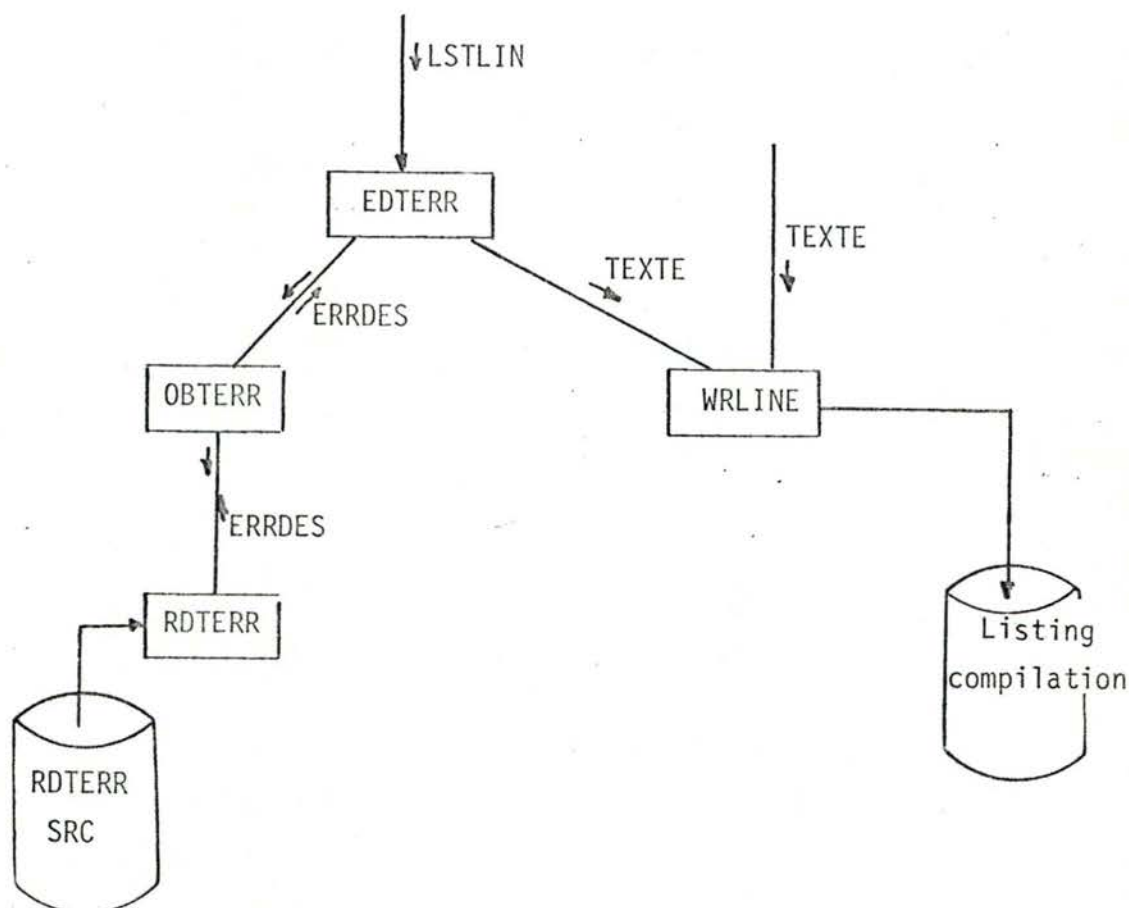 LSTLIN
EDTERR
TEXTE
TEXTE
ERRDES
OBTERR
WRLINE
ERRDES
RDTERR
Listing
compilation
RDTERR
SRC